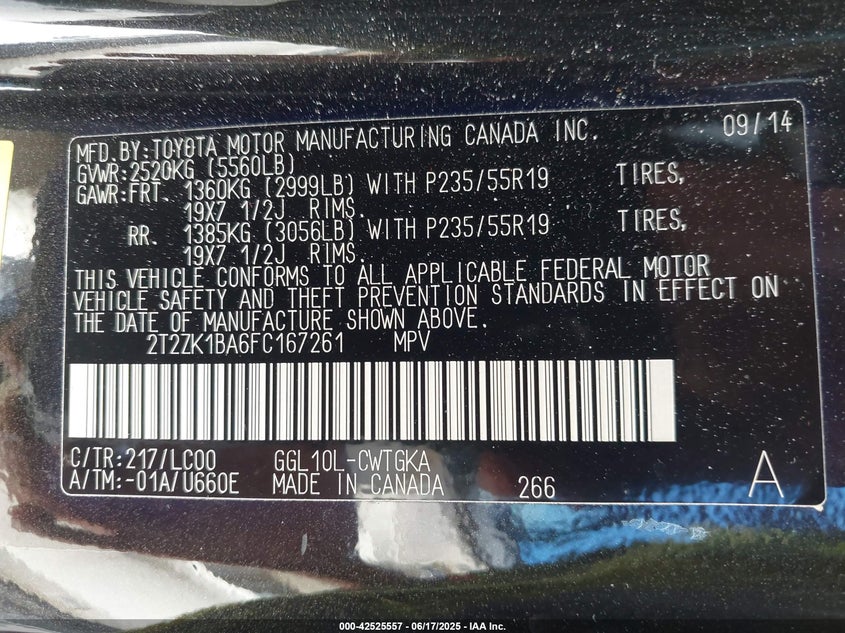 MFD.BY:TOYOTA MOTOR MANUFACTURING CANADA INC. 09/14
GVWR:2520KG (5560LB)
GAWR:FRT. 1360KG (2999LB) WITH P235/55R19 TIRES,
19X7 1/2J RIMS.
RR. 1385KG (3056LB) WITH P235/55R19 TIRES,
19X7 1/2J RIMS.
THIS VEHICLE CONFORMS TO ALL APPLICABLE FEDERAL MOTOR
VEHICLE SAFETY AND THEFT PREVENTION STANDARDS IN EFFECT ON
THE DATE OF MANUFACTURE SHOWN ABOVE.
2T2ZK1BA6FC167261 MPV
C/TR:217/LC00 GGL10L-CWTGKA
A/TM:-01A/U660E MADE IN CANADA 266 A
000-42525557 - 06/17/2025 - IAA Inc.